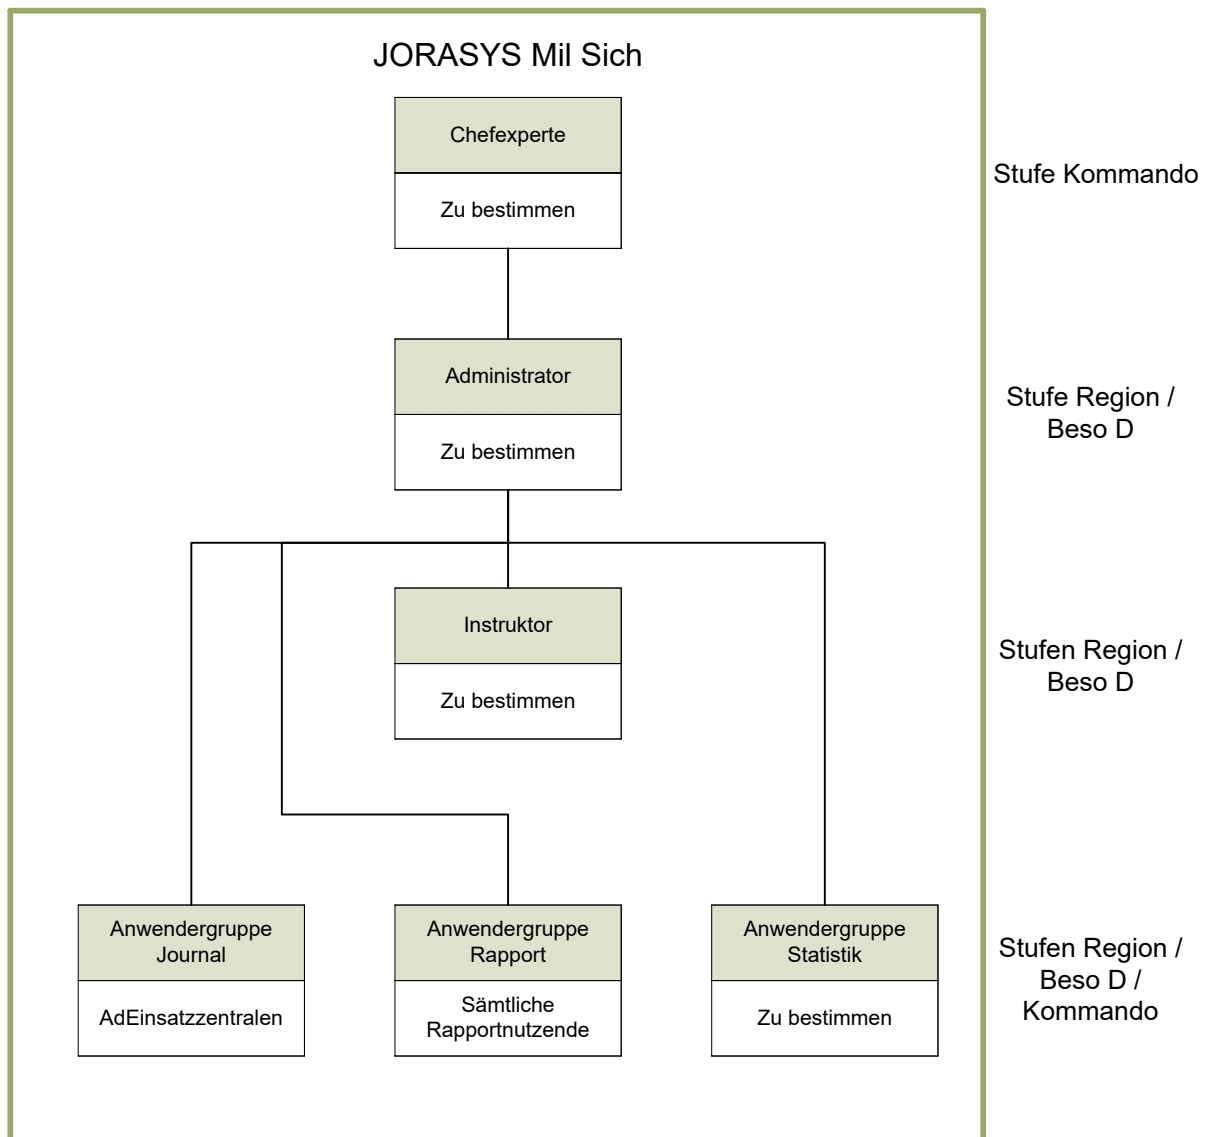 JORASYS Mil Sich
Chefexperte
Zu bestimmen
Stufe Kommando
Administrator
Zu bestimmen
Stufe Region /
Beso D
Instruktor
Zu bestimmen
Stufen Region /
Beso D
Anwendergruppe
Journal
AdEinsatzzentralen
Anwendergruppe
Rapport
Sämtliche
Rapportnutzende
Anwendergruppe
Statistik
Zu bestimmen
Stufen Region /
Beso D /
Kommando